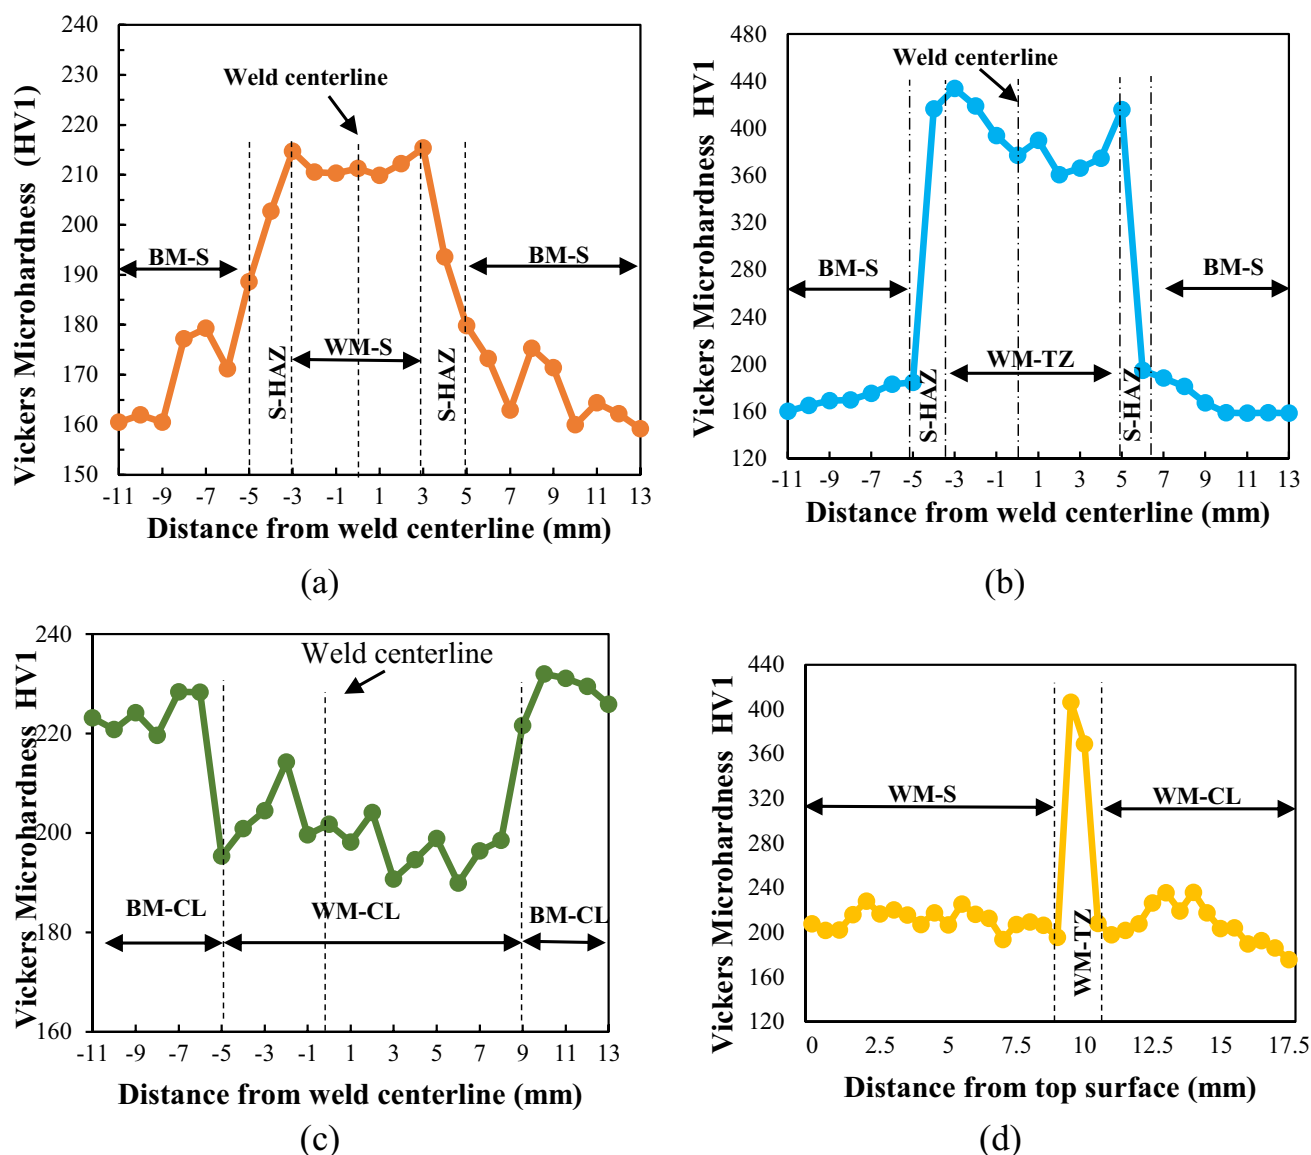 240
230
220
210
200
190
180
170
160
150
Vickers Microhardness (HV1)
Weld centerline
BM-S
BM-S
WM-S
S-HAZ
S-HAZ
-11 -9 -7 -5 -3 -1 1 3 5 7 9 11 13
Distance from weld centerline (mm)
(a)
480
440
400
360
320
280
240
200
160
120
Vickers Microhardness HV1
Weld centerline
BM-S
BM-S
WM-TZ
S-HAZ
S-HAZ
-11 -9 -7 -5 -3 -1 1 3 5 7 9 11 13
Distance from weld centerline (mm)
(b)
240
220
200
180
160
Vickers Microhardness HV1
Weld centerline
BM-CL
WM-CL
BM-CL
-11 -9 -7 -5 -3 -1 1 3 5 7 9 11 13
Distance from weld centerline (mm)
(c)
440
400
360
320
280
240
200
160
120
Vickers Microhardness HV1
WM-S
WM-CL
WM-TZ
0 2.5 5 7.5 10 12.5 15 17.5
Distance from top surface (mm)
(d)